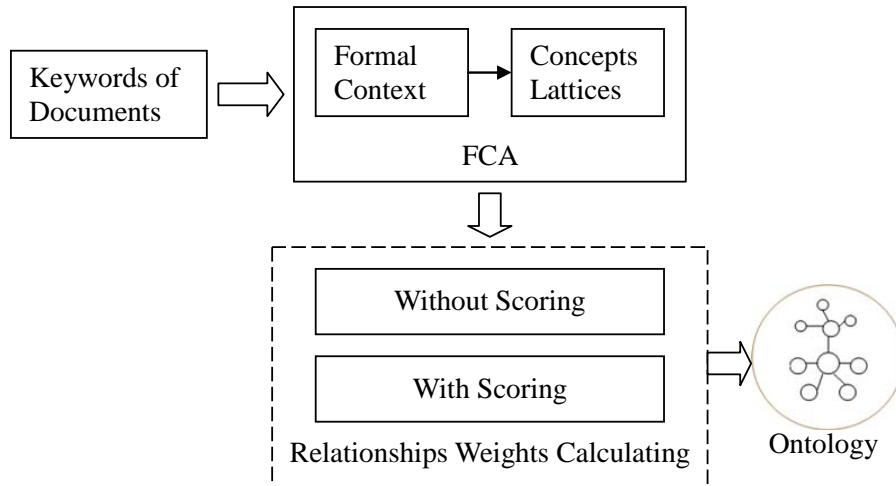 Keywords of
Documents
Formal
Context
Concepts
Lattices
FCA
Without Scoring
With Scoring
Relationships Weights Calculating
Ontology